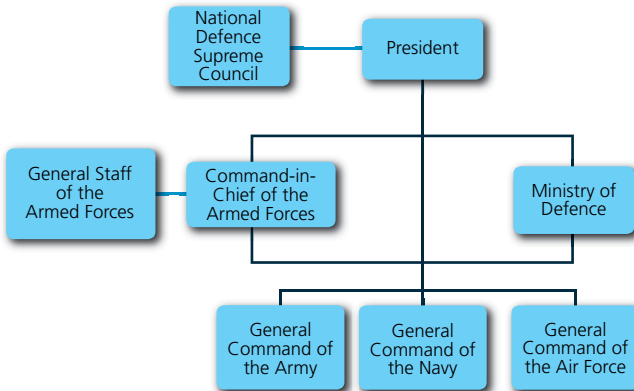 National
Defence
Supreme
Council
President
General Staff
of the
Armed Forces
Command-in-
Chief of the
Armed Forces
Ministry of
Defence
General
Command of
the Army
General
Command of
the Navy
General
Command of
the Air Force